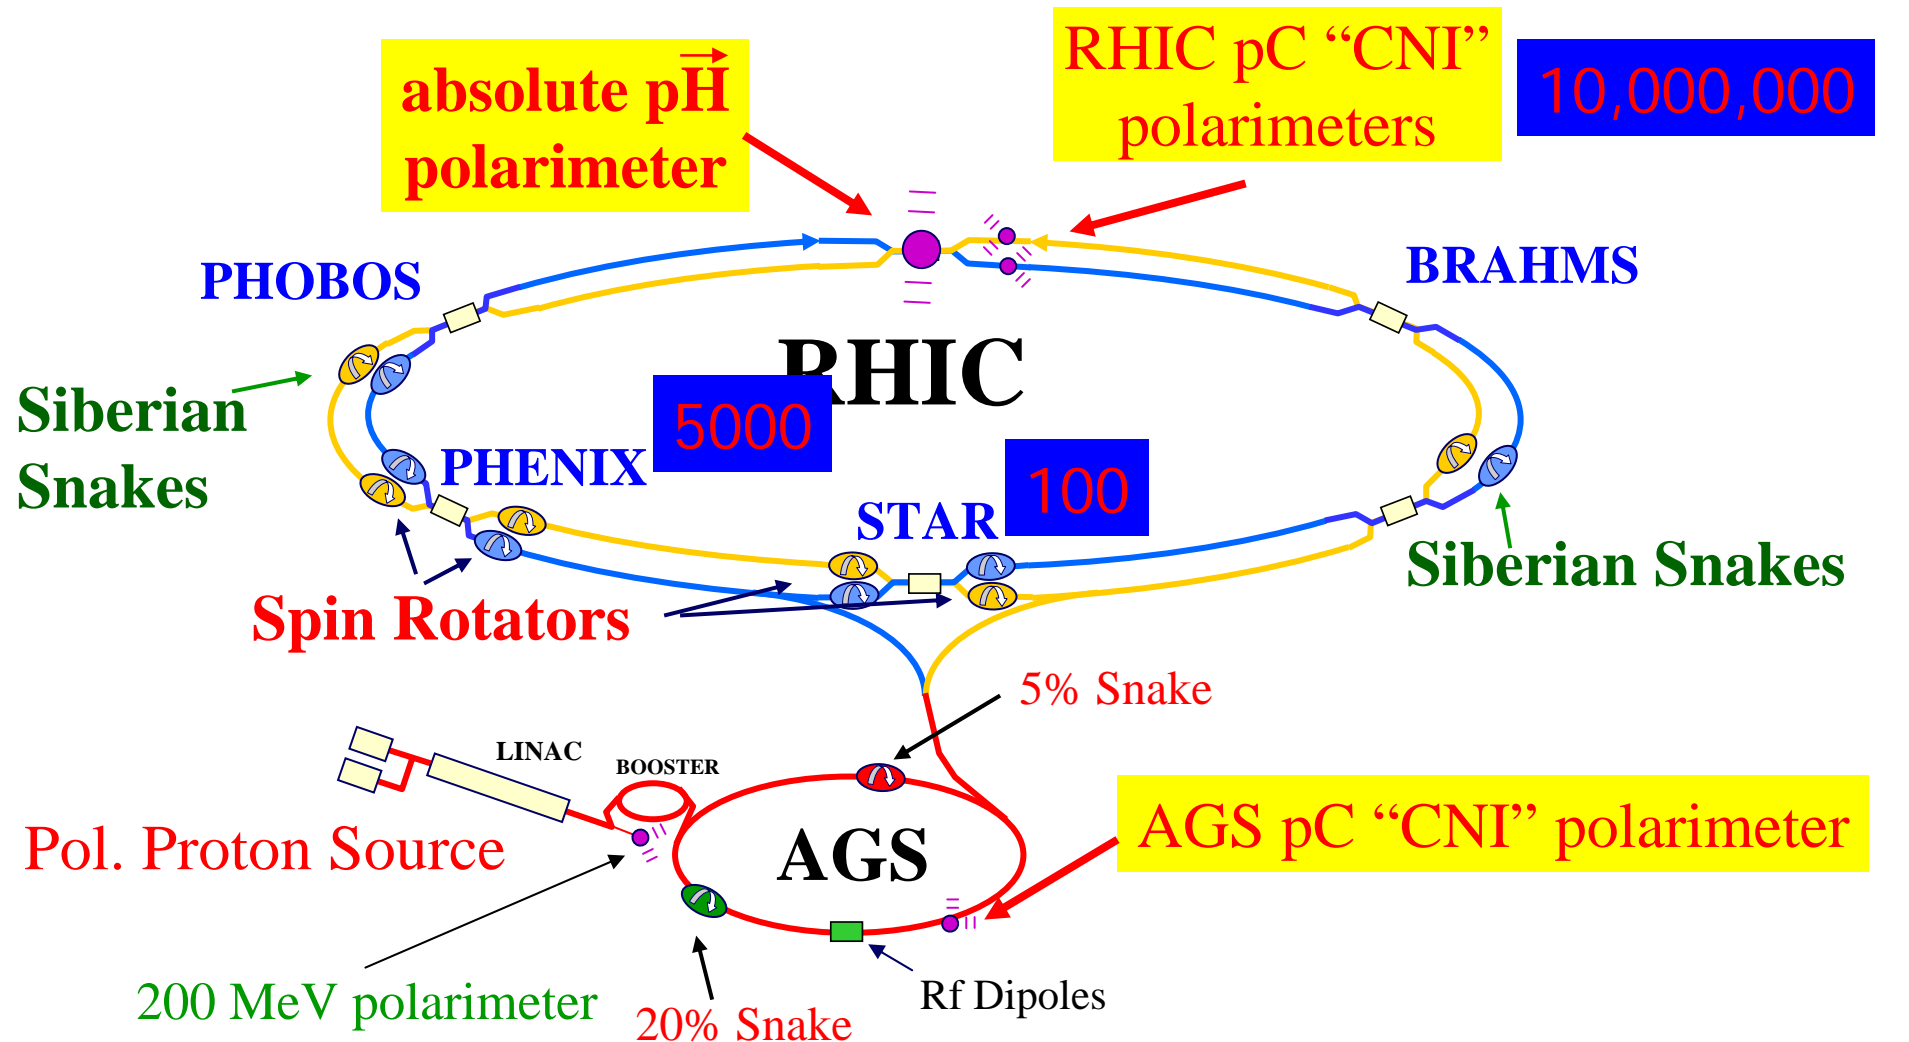 absolute pH
polarimeter
RHIC pC “CNI”
polarimeters
10,000,000
PHOBOS
BRAHMS
RHIC
Siberian
Snakes
5000
PHENIX
100
STAR
Siberian Snakes
Spin Rotators
5% Snake
LINAC
BOOSTER
Pol. Proton Source
AGS
AGS pC “CNI” polarimeter
200 MeV polarimeter
20% Snake
Rf Dipoles